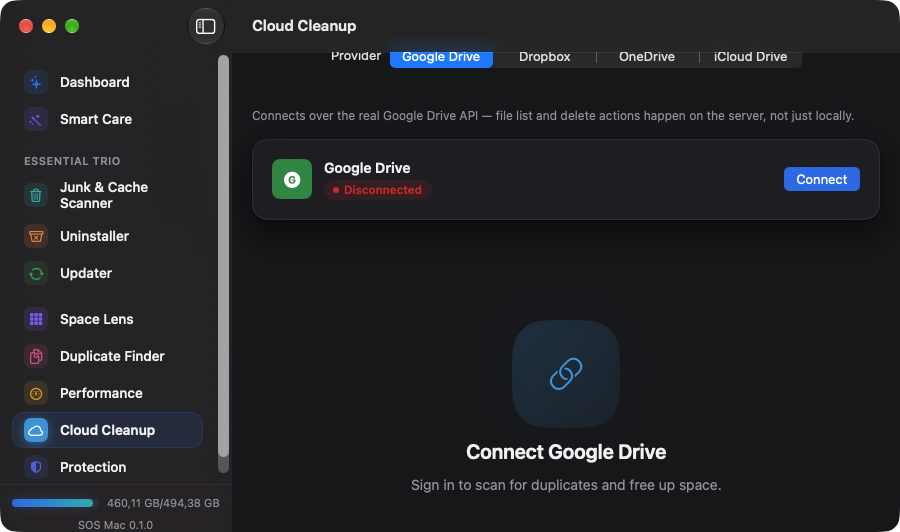 Cloud Cleanup
Provider Google Drive Dropbox OneDrive iCloud Drive
Dashboard
Smart Care
ESSENTIAL TRIO
Junk & Cache
Scanner
Uninstaller
Updater
Space Lens
Duplicate Finder
Performance
Cloud Cleanup
Protection
460,11 GB/494,38 GB
SOS Mac 0.1.0
Connects over the real Google Drive API — file list and delete actions happen on the server, not just locally.
G
Google Drive
Disconnected
Connect
Connect Google Drive
Sign in to scan for duplicates and free up space.